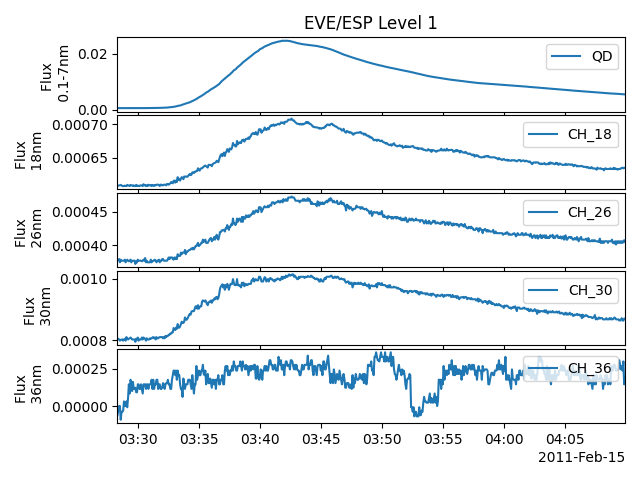 EVE/ESP Level 1
Flux
0.1-7nm
0.02
0.00
QD
Flux
18nm
0.00070
0.00065
CH_18
Flux
26nm
0.00045
0.00040
CH_26
Flux
30nm
0.0010
0.0008
CH_30
Flux
36nm
0.00025
0.00000
CH_36
03:30 03:35 03:40 03:45 03:50 03:55 04:00 04:05
2011-Feb-15